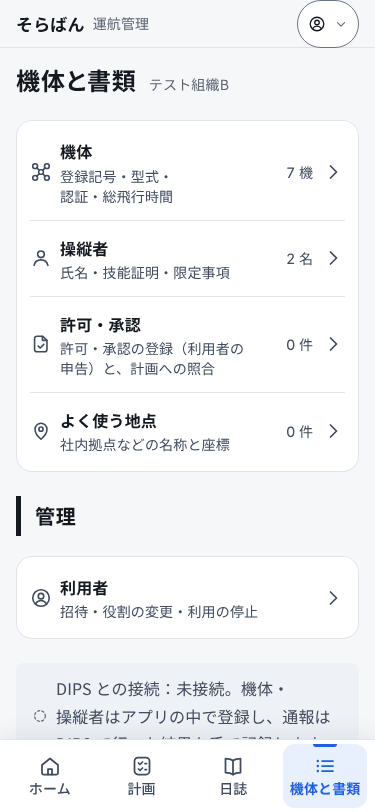 そらばん 運航管理
機体と書類 テスト組織B
機体
登録記号・型式・
認証・総飛行時間
7 機
操縦者
氏名・技能証明・限定事項
2 名
許可・承認
許可・承認の登録（利用者の
申告）と、計画への照合
0 件
よく使う地点
社内拠点などの名称と座標
0 件
管理
利用者
招待・役割の変更・利用の停止
DIPS との接続：未接続。機体・
操縦者はアプリの中で登録し、通報は
ホーム 計画 日誌 機体と書類